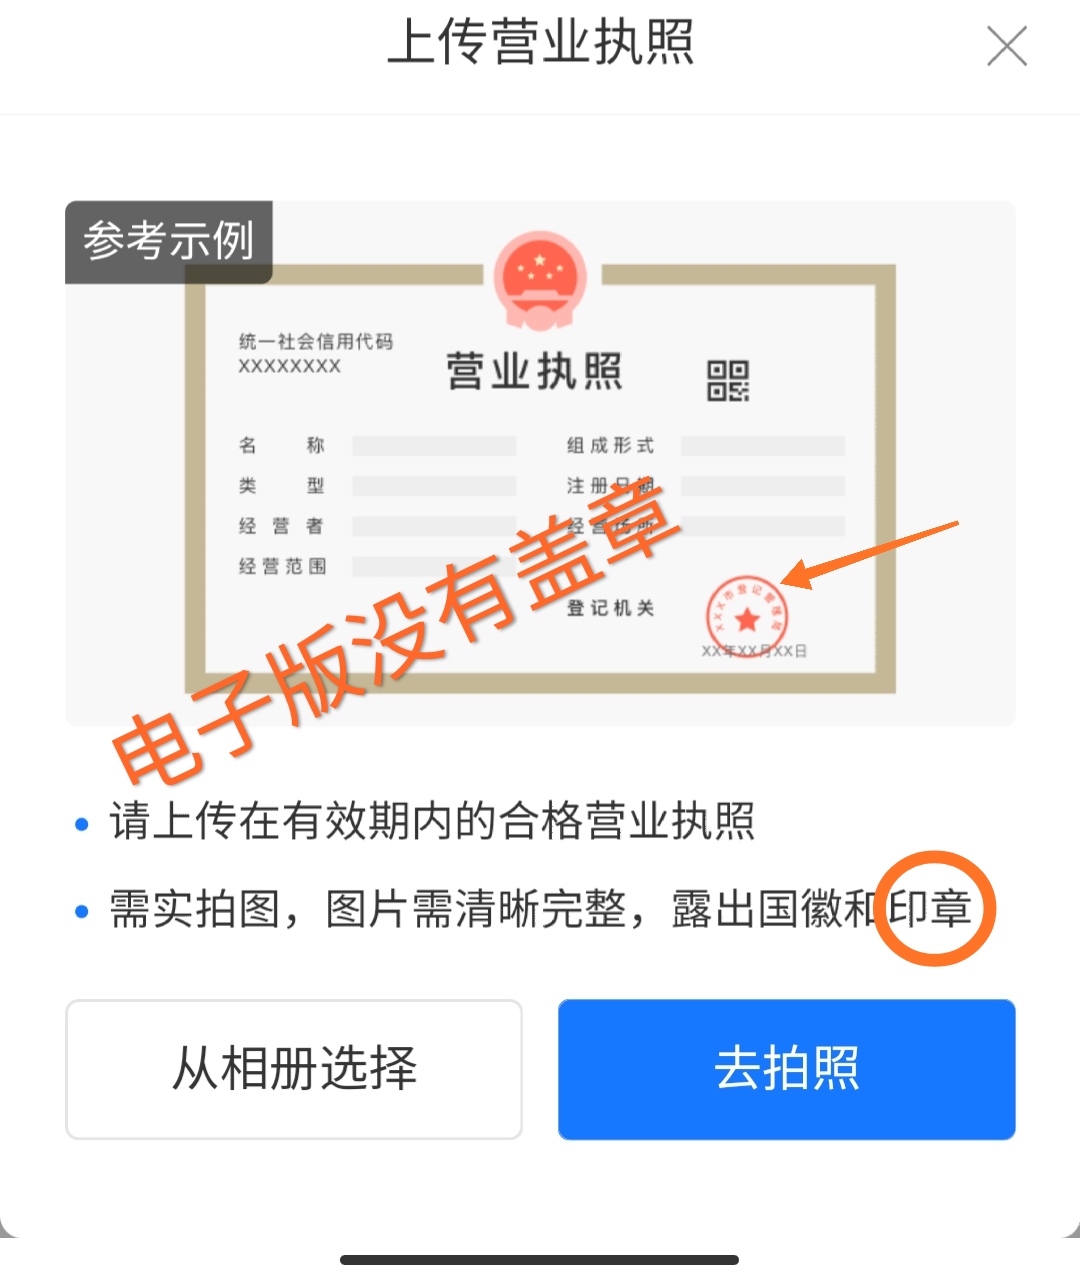 上传营业执照
参考示例
统一社会信用代码
XXXXXXXX
营业执照
名称
组成形式
类型
注册日期
经营者
经营场所
经营范围
登记机关
XX市登记管理局
XX年XX月XX日
电子版没有盖章
请上传在有效期内的合格营业执照
需实拍图，图片需清晰完整，露出国徽和印章
从相册选择
去拍照